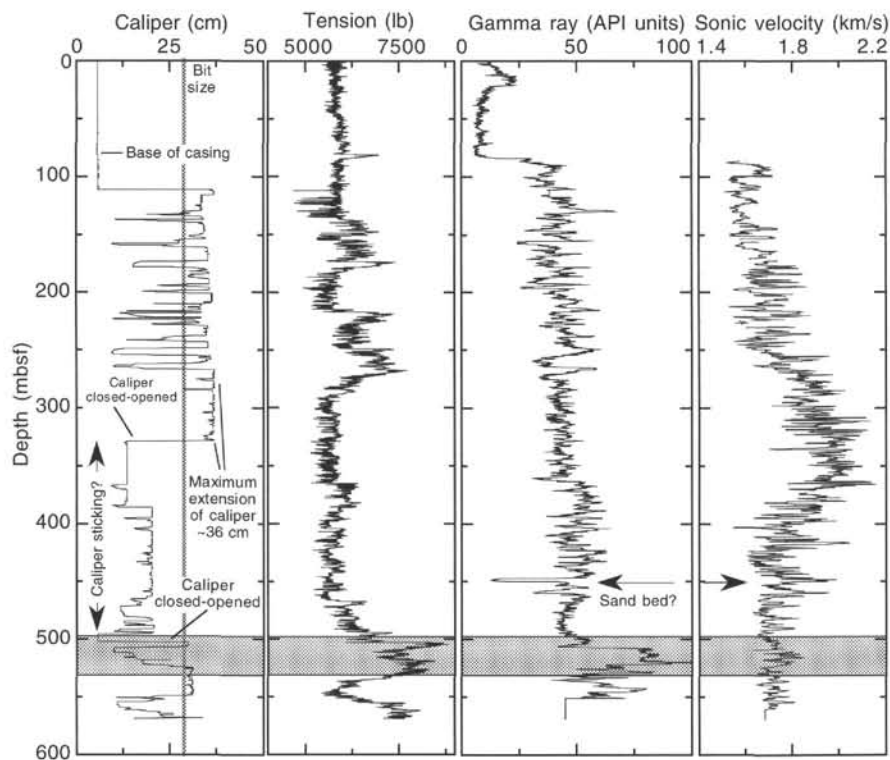 Caliper (cm)
0 25 50
Tension (lb)
5000 7500
Gamma ray (API units)
0 50 100
Sonic velocity (km/s)
1.4 1.8 2.2
Depth (mbsf)
0
100
200
300
400
500
600
Bit
size
Base of casing
Caliper
closed-opened
Caliper sticking?
Maximum
extension
of caliper
~36 cm
Caliper
closed-opened
Sand bed?